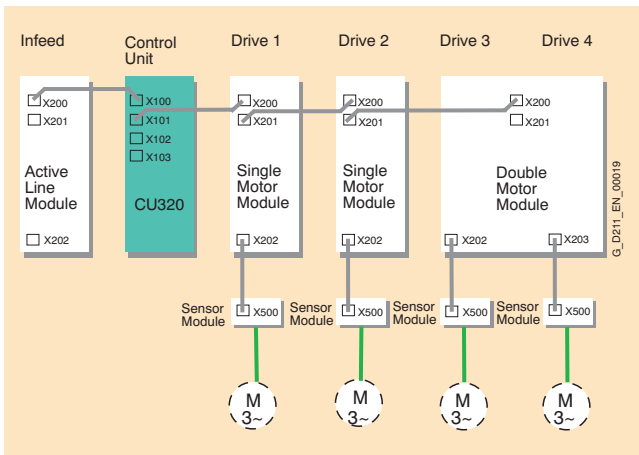 Infeed
Control
Unit
Drive 1
Drive 2
Drive 3
Drive 4
X200
X201
Active
Line
Module
X202
X100
X101
X102
X103
CU320
X200
X201
Single
Motor
Module
X202
X200
X201
Single
Motor
Module
X202
X200
X201
Double
Motor
Module
X202
X203
G_D211_EN_00019
Sensor
Module
X500
Sensor
Module
X500
Sensor
Module
X500
Sensor
Module
X500
M
3~
M
3~
M
3~
M
3~